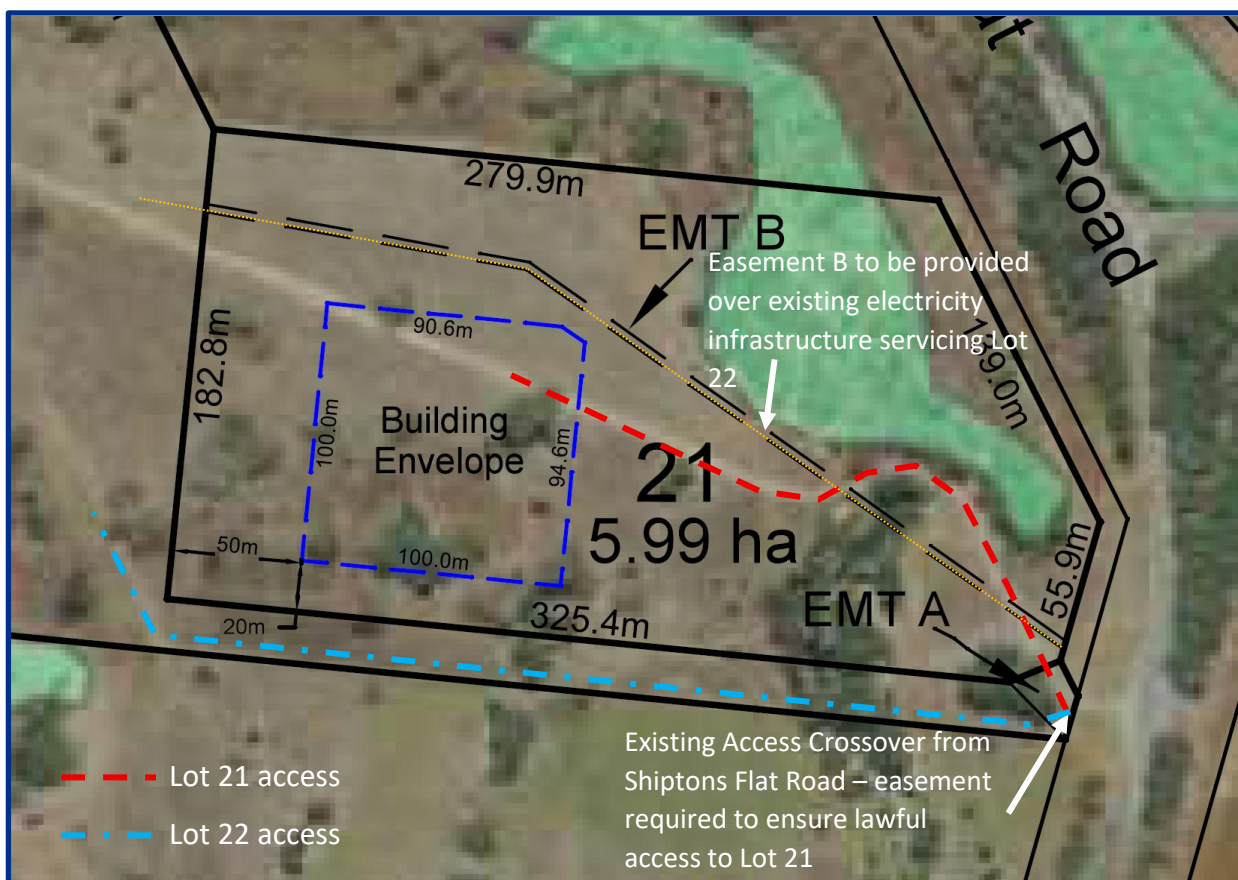 Road
279.9m
EMT B
Easement B to be provided
over existing electricity
infrastructure servicing Lot
22
139.0m
182.8m
90.6m
100.0m
Building
Envelope
94.6m
21
5.99 ha
50m
100.0m
20m
325.4m
55.9m
EMT A
Existing Access Crossover from
Shiptons Flat Road – easement
required to ensure lawful
access to Lot 21
Lot 21 access
Lot 22 access